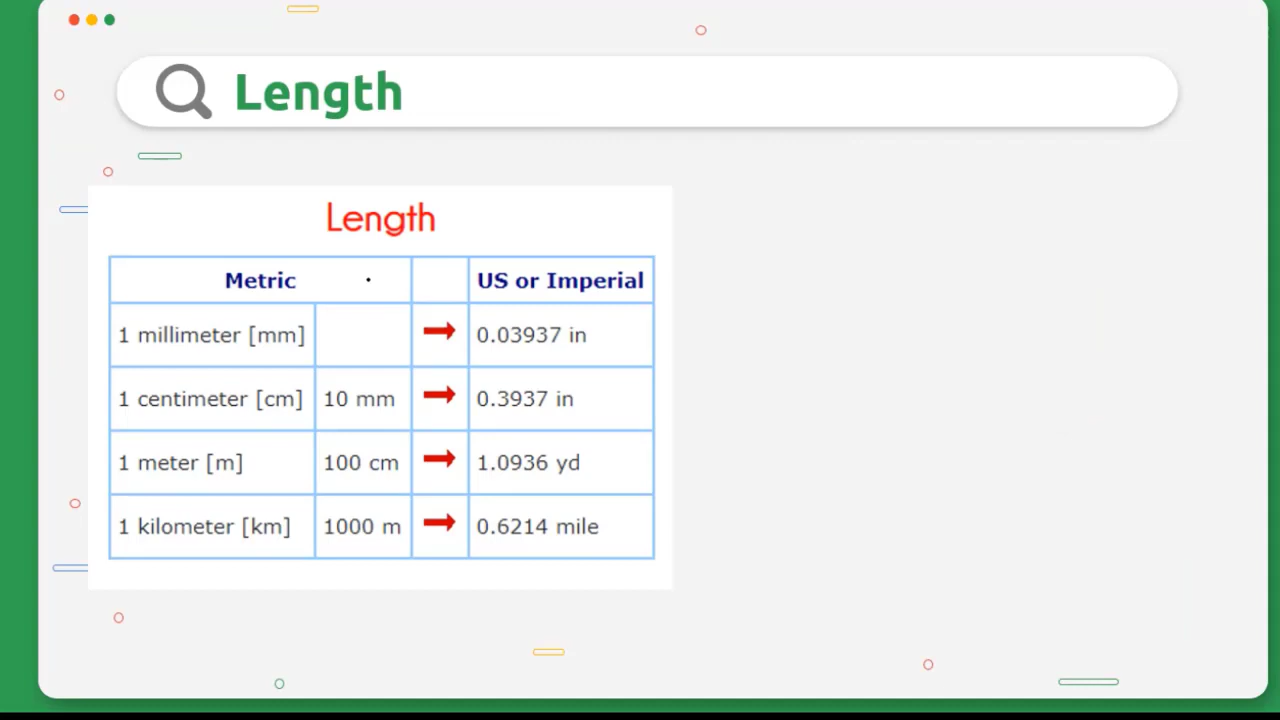 Length
Length
Metric US or Imperial
1 millimeter [mm] 0.03937 in
1 centimeter [cm] 10 mm 0.3937 in
1 meter [m] 100 cm 1.0936 yd
1 kilometer [km] 1000 m 0.6214 mile